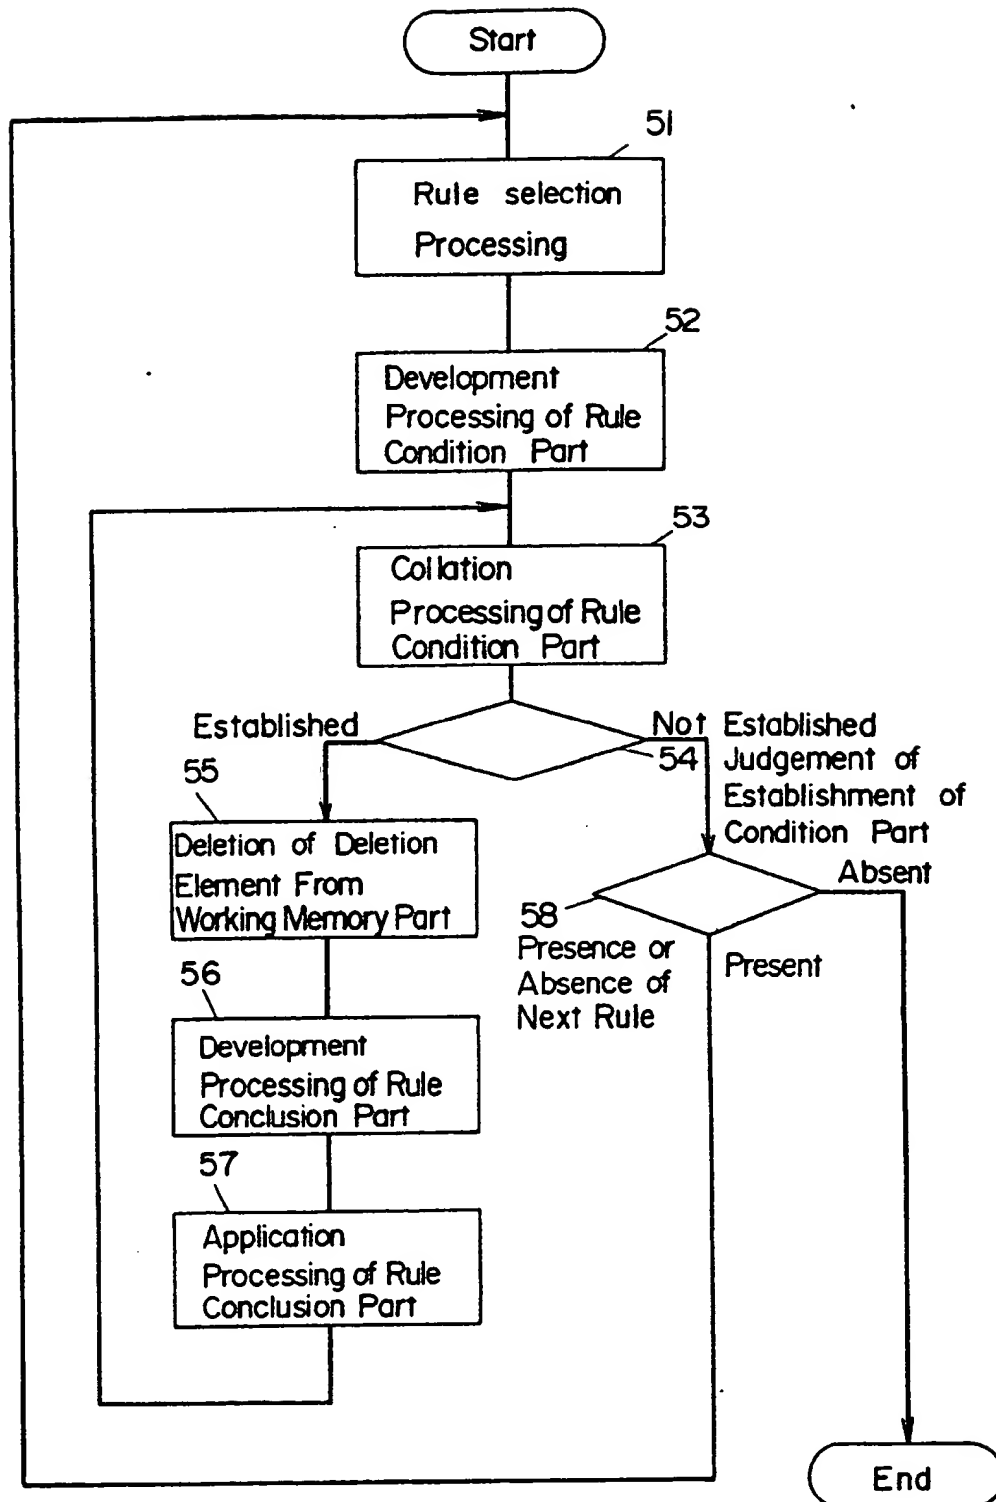 Start
51
Rule selection
Processing
52
Development
Processing of Rule
Condition Part
53
Collation
Processing of Rule
Condition Part
Established
Not Established
54
Judgement of
Establishment of
Condition Part
55
Deletion of Deletion
Element From
Working Memory Part
Absent
58
Presence or
Absence of
Next Rule
Present
56
Development
Processing of Rule
Conclusion Part
57
Application
Processing of Rule
Conclusion Part
End